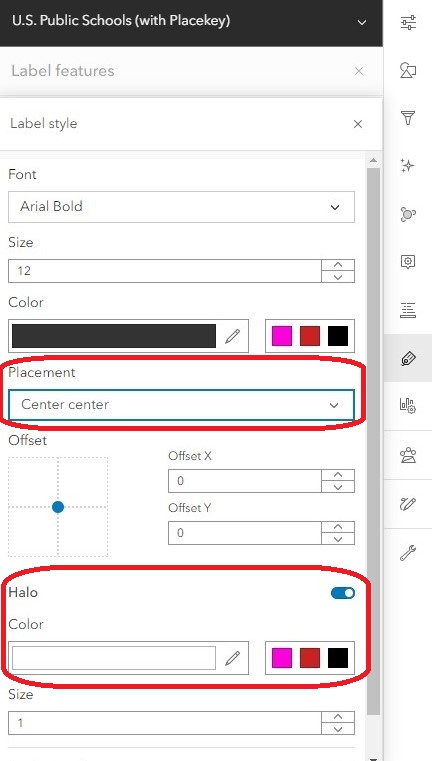 U.S. Public Schools (with Placekey)
Label features
Label style
Font
Arial Bold
Size
12
Color
Placement
Center center
Offset
Offset X
0
Offset Y
0
Halo
Color
Size
1